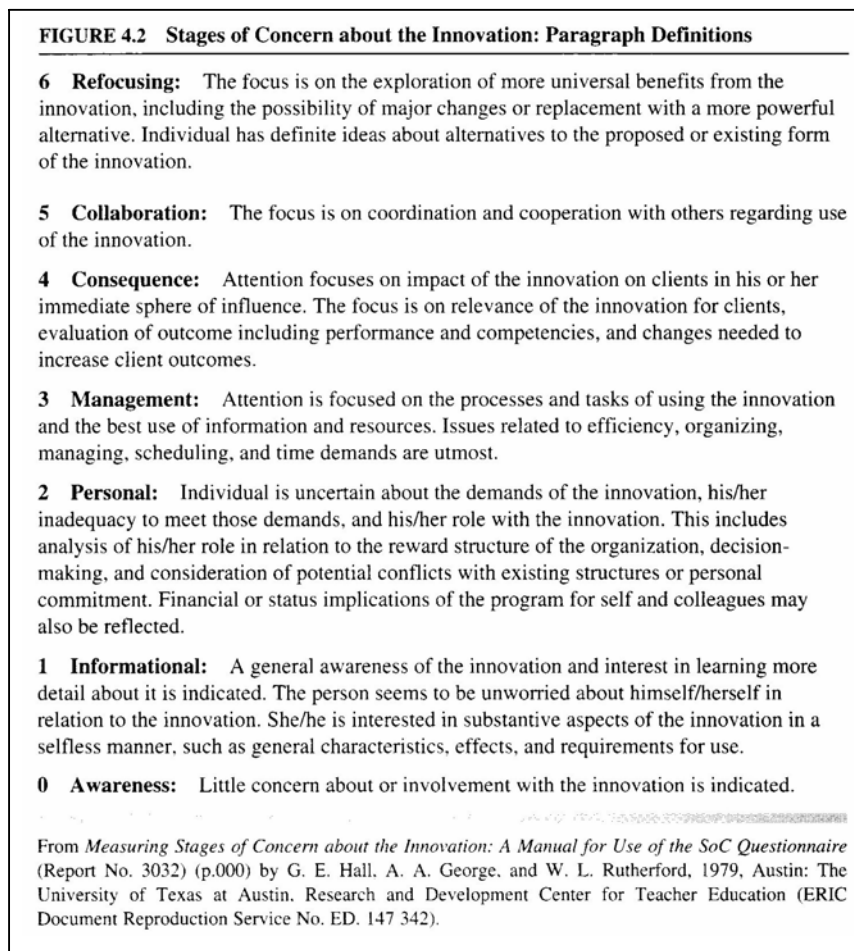 FIGURE 4.2 Stages of Concern about the Innovation: Paragraph Definitions
6 Refocusing: The focus is on the exploration of more universal benefits from the
innovation, including the possibility of major changes or replacement with a more powerful
alternative. Individual has definite ideas about alternatives to the proposed or existing form
of the innovation.
5 Collaboration: The focus is on coordination and cooperation with others regarding use
of the innovation.
4 Consequence: Attention focuses on impact of the innovation on clients in his or her
immediate sphere of influence. The focus is on relevance of the innovation for clients,
evaluation of outcome including performance and competencies, and changes needed to
increase client outcomes.
3 Management: Attention is focused on the processes and tasks of using the innovation
and the best use of information and resources. Issues related to efficiency, organizing,
managing, scheduling, and time demands are utmost.
2 Personal: Individual is uncertain about the demands of the innovation, his/her
inadequacy to meet those demands, and his/her role with the innovation. This includes
analysis of his/her role in relation to the reward structure of the organization, decision-
making, and consideration of potential conflicts with existing structures or personal
commitment. Financial or status implications of the program for self and colleagues may
also be reflected.
1 Informational: A general awareness of the innovation and interest in learning more
detail about it is indicated. The person seems to be unworried about himself/herself in
relation to the innovation. She/he is interested in substantive aspects of the innovation in a
selfless manner, such as general characteristics, effects, and requirements for use.
0 Awareness: Little concern about or involvement with the innovation is indicated.
From Measuring Stages of Concern about the Innovation: A Manual for Use of the SoC Questionnaire
(Report No. 3032) (p.000) by G. E. Hall, A. A. George, and W. L. Rutherford, 1979, Austin: The
University of Texas at Austin. Research and Development Center for Teacher Education (ERIC
Document Reproduction Service No. ED. 147 342).